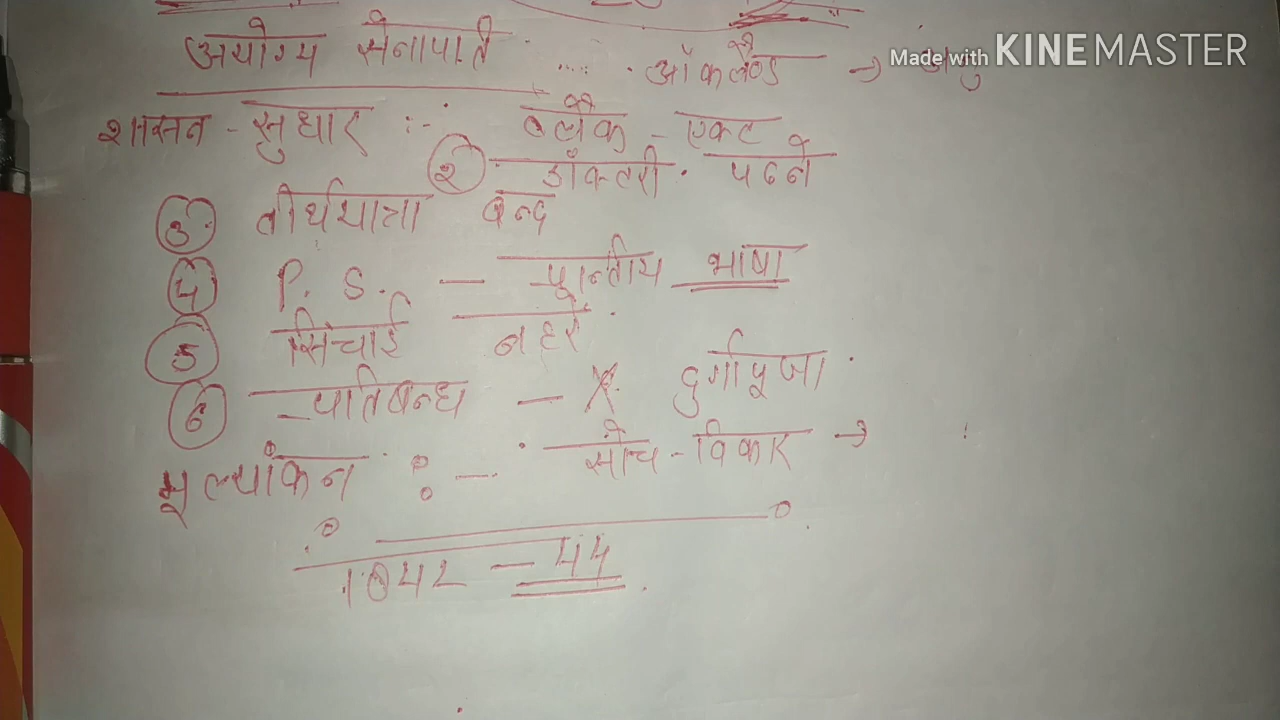 अयोग्य सेनापति .... ऑकलैण्ड →
Made with KINEMASTER
शासन - सुधार :- ब्लैक - एक्ट
② डॉक्टरी . पढने
③ तीर्थयात्रा बन्द
④ P. S. — प्रान्तीय भाषा
⑤ सिंचाई नहरें
⑥ प्रतिबन्ध — X दुर्गापूजा
मूल्यांकन :- सोच - विकार →
1842 - 44